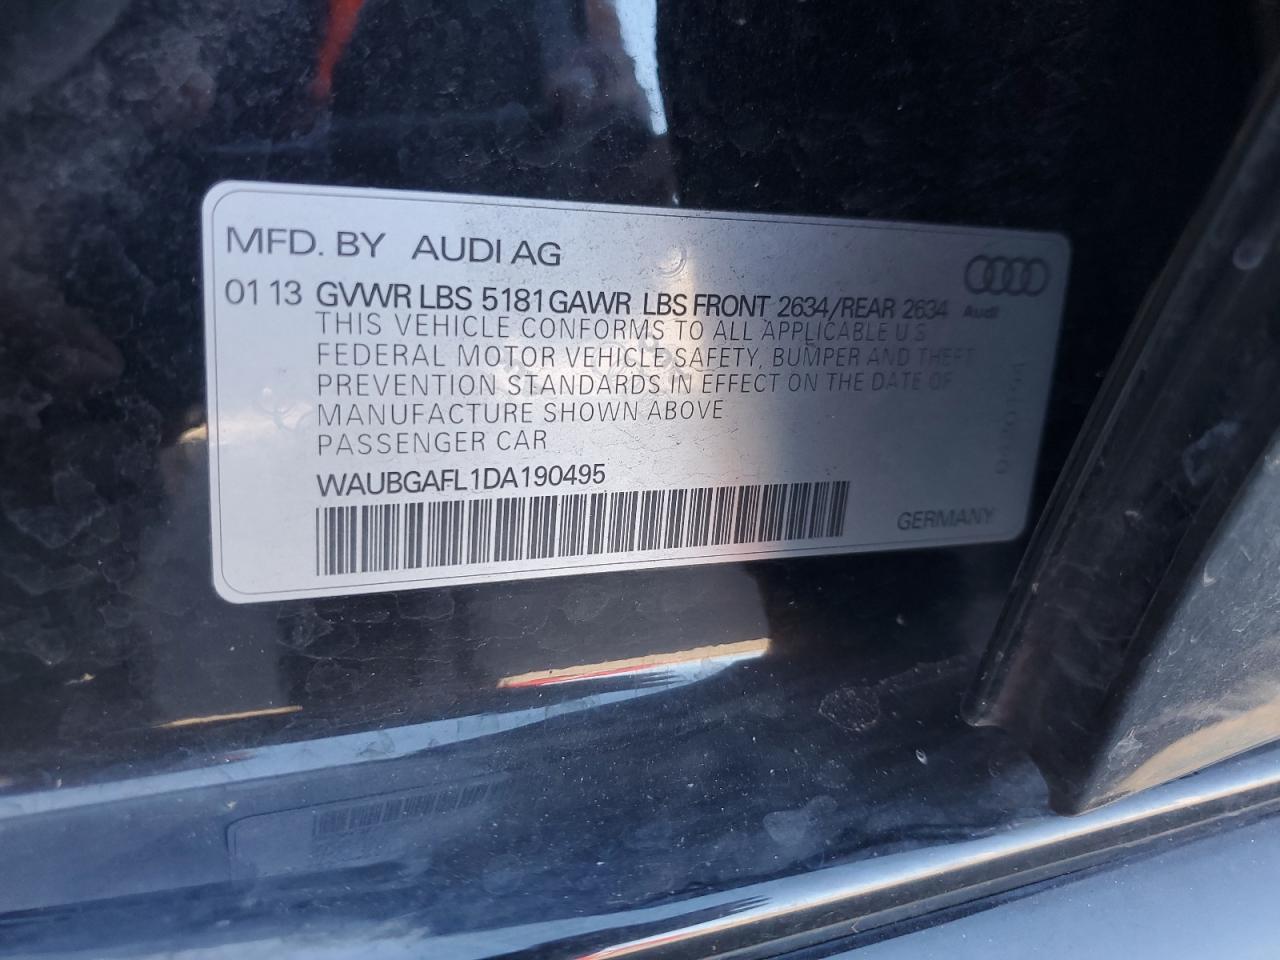 MFD. BY AUDI AG
01 13 GVWR LBS 5181 GAWR LBS FRONT 2634/REAR 2634 Audi
THIS VEHICLE CONFORMS TO ALL APPLICABLE U S
FEDERAL MOTOR VEHICLE SAFETY, BUMPER AND THEFT
PREVENTION STANDARDS IN EFFECT ON THE DATE OF
MANUFACTURE SHOWN ABOVE
PASSENGER CAR
WAUBGAFL1DA190495
GERMANY